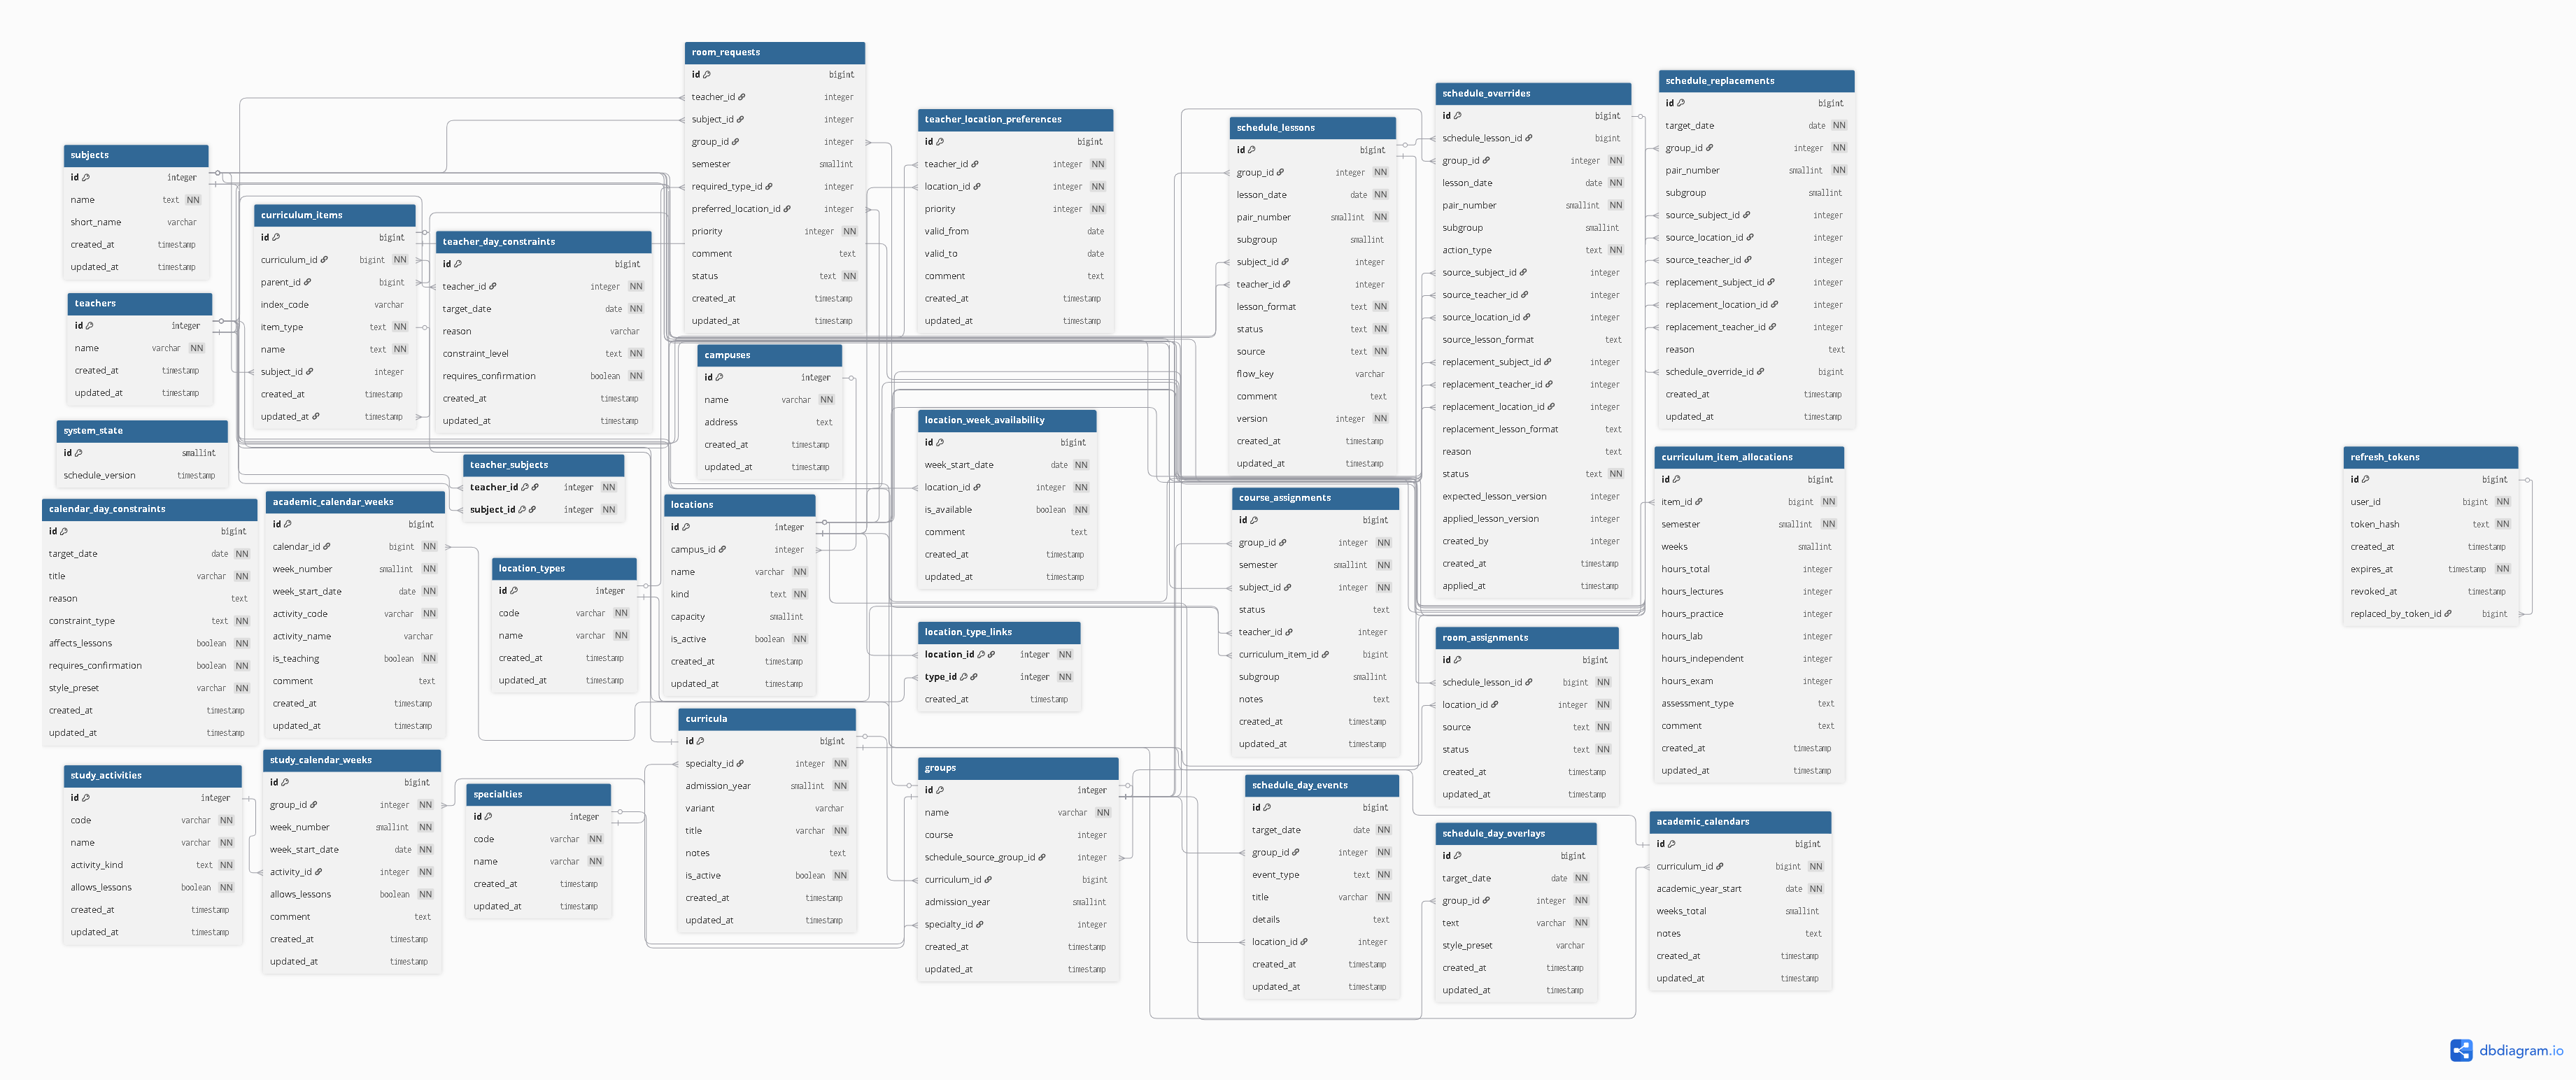 subjects
id integer
name text NN
short_name varchar
created_at timestamp
updated_at timestamp
teachers
id integer
name varchar NN
created_at timestamp
updated_at timestamp
system_state
id smallint
schedule_version timestamp
calendar_day_constraints
id bigint
target_date date NN
title varchar NN
reason text
constraint_type text NN
affects_lessons boolean NN
requires_confirmation boolean NN
style_preset varchar NN
created_at timestamp
updated_at timestamp
study_activities
id integer
code varchar NN
name varchar NN
activity_kind text NN
allows_lessons boolean NN
created_at timestamp
updated_at timestamp
curriculum_items
id bigint
curriculum_id bigint NN
parent_id bigint
index_code varchar
item_type text NN
name text NN
subject_id integer
created_at timestamp
updated_at timestamp
academic_calendar_weeks
id bigint
calendar_id bigint NN
week_number smallint NN
week_start_date date NN
activity_code varchar NN
activity_name varchar
is_teaching boolean NN
comment text
created_at timestamp
updated_at timestamp
study_calendar_weeks
id bigint
group_id integer NN
week_number smallint NN
week_start_date date NN
activity_id integer NN
allows_lessons boolean NN
comment text
created_at timestamp
updated_at timestamp
teacher_day_constraints
id bigint
teacher_id integer NN
target_date date NN
reason varchar
constraint_level text NN
requires_confirmation boolean NN
created_at timestamp
updated_at timestamp
teacher_subjects
teacher_id integer NN
subject_id integer NN
location_types
id integer
code varchar NN
name varchar NN
created_at timestamp
updated_at timestamp
specialties
id integer
code varchar NN
name varchar NN
created_at timestamp
updated_at timestamp
room_requests
id bigint
teacher_id integer
subject_id integer
group_id integer
semester smallint
required_type_id integer
preferred_location_id integer
priority integer NN
comment text
status text NN
created_at timestamp
updated_at timestamp
campuses
id integer
name varchar NN
address text
created_at timestamp
updated_at timestamp
locations
id integer
campus_id integer
name varchar NN
kind text NN
capacity smallint
is_active boolean NN
created_at timestamp
updated_at timestamp
curricula
id bigint
specialty_id integer NN
admission_year smallint NN
variant varchar
title varchar NN
notes text
is_active boolean NN
created_at timestamp
updated_at timestamp
teacher_location_preferences
id bigint
teacher_id integer NN
location_id integer NN
priority integer NN
valid_from date
valid_to date
comment text
created_at timestamp
updated_at timestamp
location_week_availability
id bigint
week_start_date date NN
location_id integer NN
is_available boolean NN
comment text
created_at timestamp
updated_at timestamp
location_type_links
location_id integer NN
type_id integer NN
created_at timestamp
groups
id integer
name varchar NN
course integer
schedule_source_group_id integer
curriculum_id bigint
admission_year smallint
specialty_id integer
created_at timestamp
updated_at timestamp
schedule_lessons
id bigint
group_id integer NN
lesson_date date NN
pair_number smallint NN
subgroup smallint
subject_id integer
teacher_id integer
lesson_format text NN
status text NN
source text NN
flow_key varchar
comment text
version integer NN
created_at timestamp
updated_at timestamp
course_assignments
id bigint
group_id integer NN
semester smallint NN
subject_id integer NN
status text
teacher_id integer
curriculum_item_id bigint
subgroup smallint
notes text
created_at timestamp
updated_at timestamp
schedule_day_events
id bigint
target_date date NN
group_id integer NN
event_type text NN
title varchar NN
details text
location_id integer
created_at timestamp
updated_at timestamp
schedule_overrides
id bigint
schedule_lesson_id bigint
group_id integer NN
lesson_date date NN
pair_number smallint NN
subgroup smallint
action_type text NN
source_subject_id integer
source_teacher_id integer
source_location_id integer
source_lesson_format text
replacement_subject_id integer
replacement_teacher_id integer
replacement_location_id integer
replacement_lesson_format text
reason text
status text NN
expected_lesson_version integer
applied_lesson_version integer
created_by integer
created_at timestamp
applied_at timestamp
room_assignments
id bigint
schedule_lesson_id bigint NN
location_id integer NN
source text NN
status text NN
created_at timestamp
updated_at timestamp
schedule_day_overlays
id bigint
target_date date NN
group_id integer NN
text varchar NN
style_preset varchar
created_at timestamp
updated_at timestamp
schedule_replacements
id bigint
target_date date NN
group_id integer NN
pair_number smallint NN
subgroup smallint
source_subject_id integer
source_location_id integer
source_teacher_id integer
replacement_subject_id integer
replacement_location_id integer
replacement_teacher_id integer
reason text
schedule_override_id bigint
created_at timestamp
updated_at timestamp
curriculum_item_allocations
id bigint
item_id bigint NN
semester smallint NN
weeks smallint
hours_total integer
hours_lectures integer
hours_practice integer
hours_lab integer
hours_independent integer
hours_exam integer
assessment_type text
comment text
created_at timestamp
updated_at timestamp
academic_calendars
id bigint
curriculum_id bigint NN
academic_year_start date NN
weeks_total smallint
notes text
created_at timestamp
updated_at timestamp
refresh_tokens
id bigint
user_id bigint NN
token_hash text NN
created_at timestamp
expires_at timestamp NN
revoked_at timestamp
replaced_by_token_id bigint
dbdiagram.io